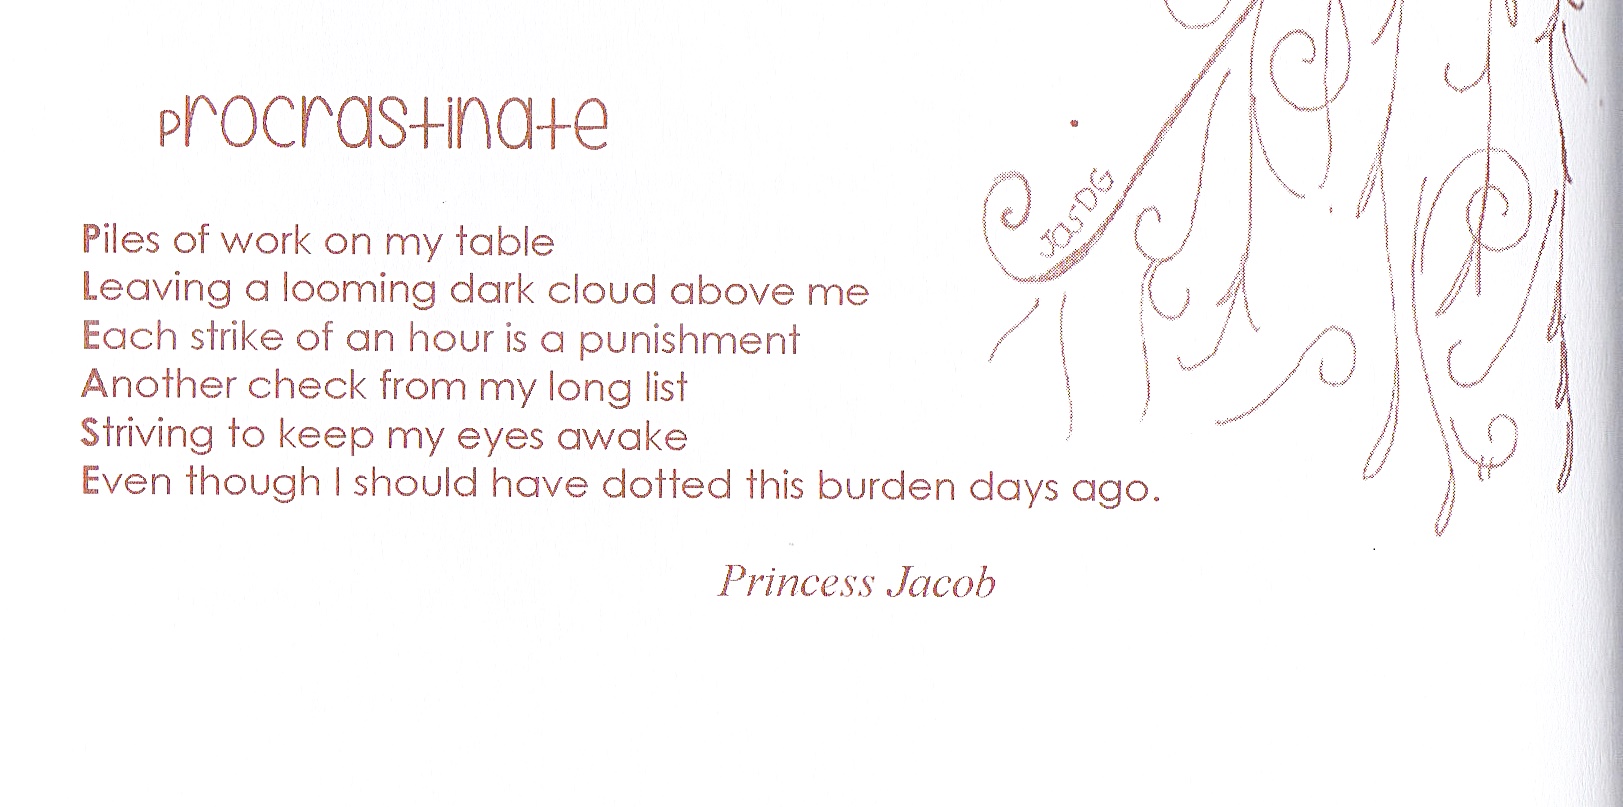 procrastinate
JasDG
Piles of work on my table
Leaving a looming dark cloud above me
Each strike of an hour is a punishment
Another check from my long list
Striving to keep my eyes awake
Even though I should have dotted this burden days ago.
Princess Jacob